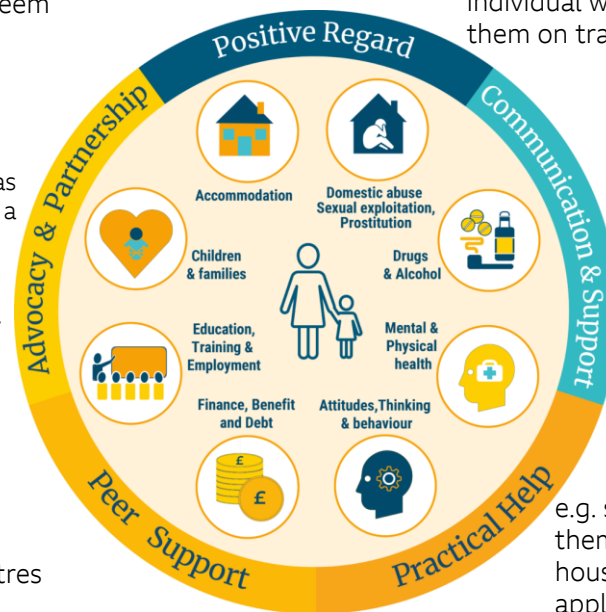 eem
individual w
them on tra
Positive Regard
Communication & Support
Advocacy & Partnership
as
a
Accommodation
Domestic abuse
Sexual exploitation,
Prostitution
Children
& families
Drugs
& Alcohol
Education,
Training &
Employment
Mental &
Physical
health
Finance, Benefit
and Debt
Attitudes,Thinking
& behaviour
£
£
Peer Support
Practical Help
e.g. s
them
hous
appl
tres